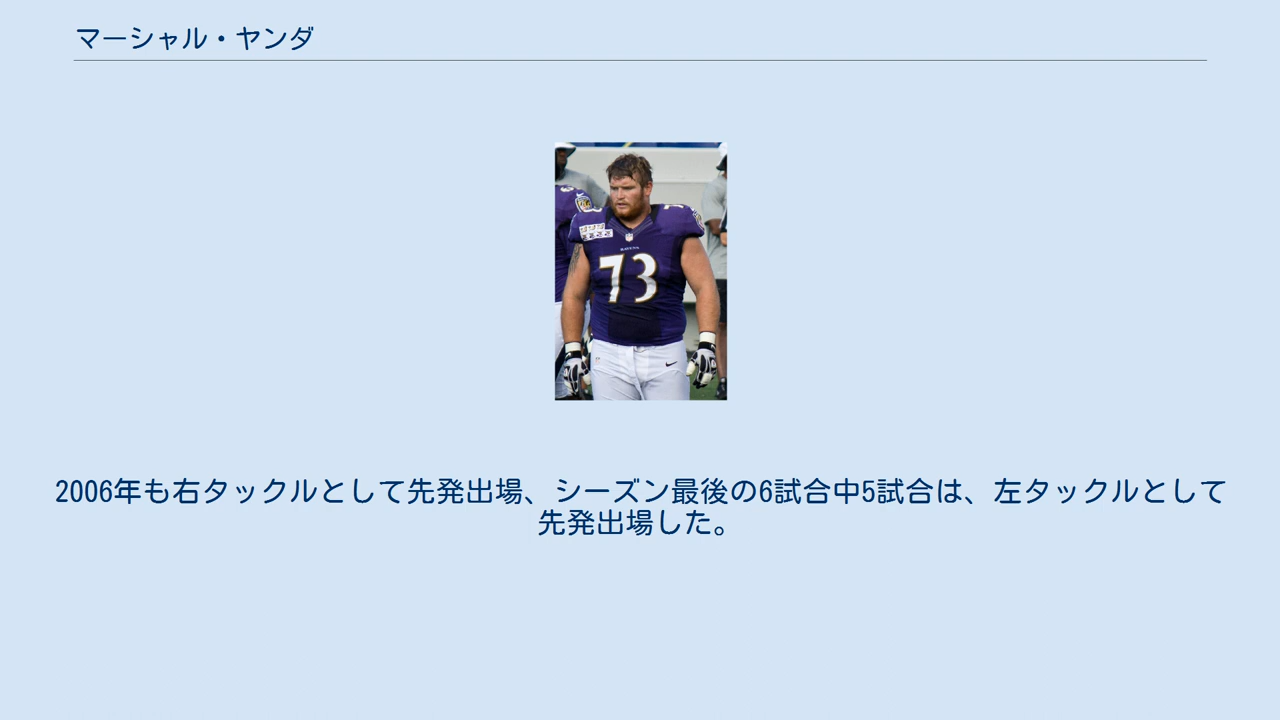 マーシャル・ヤンダ
RAVENS
73
2006年も右タックルとして先発出場、シーズン最後の6試合中5試合は、左タックルとして
先発出場した。